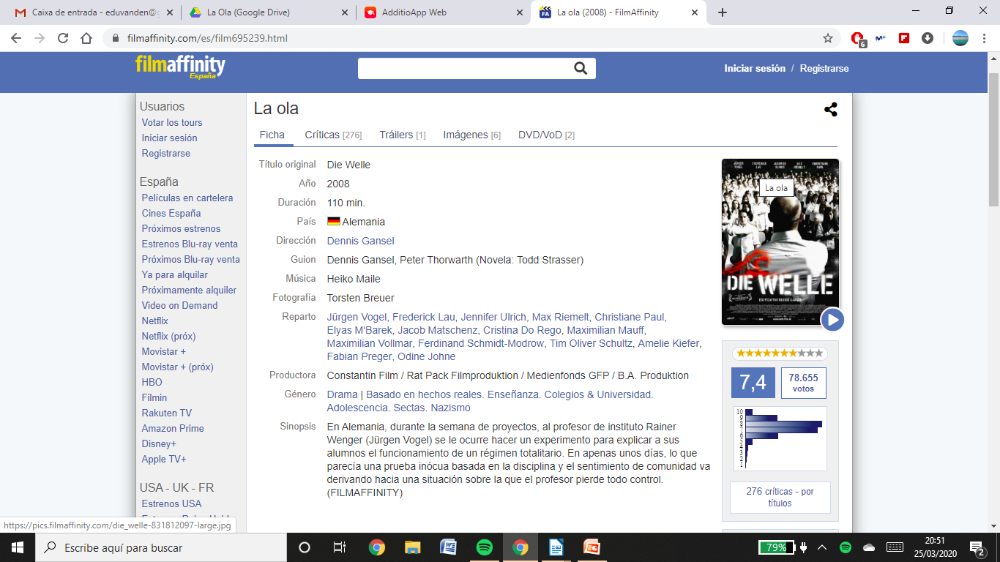 Caixa de entrada - eduvanden@g
La Ola (Google Drive)
AdditioApp Web
La ola (2008) - FilmAffinity
filmaffinity.com/es/film695239.html
6
filmaffinity
España
Iniciar sesión / Registrarse
Usuarios
Votar los tours
Iniciar sesión
Registrarse
España
Películas en cartelera
Cines España
Próximos estrenos
Estrenos Blu-ray venta
Próximos Blu-ray venta
Ya para alquilar
Próximamente alquiler
Video on Demand
Netflix
Netflix (próx)
Movistar +
Movistar + (próx)
HBO
Filmin
Rakuten TV
Amazon Prime
Disney+
Apple TV+
USA - UK - FR
Estrenos USA
La ola
Ficha Críticas [276] Tráilers [1] Imágenes [6] DVD/VoD [2]
Título original Die Welle
Año 2008
Duración 110 min.
País Alemania
Dirección Dennis Gansel
Guion Dennis Gansel, Peter Thorwarth (Novela: Todd Strasser)
Música Heiko Maile
Fotografía Torsten Breuer
Reparto Jürgen Vogel, Frederick Lau, Jennifer Ulrich, Max Riemelt, Christiane Paul,
Elyas M'Barek, Jacob Matschenz, Cristina Do Rego, Maximilian Mauff,
Maximilian Vollmar, Ferdinand Schmidt-Modrow, Tim Oliver Schultz, Amelie Kiefer,
Fabian Preger, Odine Johne
Productora Constantin Film / Rat Pack Filmproduktion / Medienfonds GFP / B.A. Produktion
Género Drama | Basado en hechos reales. Enseñanza. Colegios & Universidad.
Adolescencia. Sectas. Nazismo
Sinopsis En Alemania, durante la semana de proyectos, al profesor de instituto Rainer
Wenger (Jürgen Vogel) se le ocurre hacer un experimento para explicar a sus
alumnos el funcionamiento de un régimen totalitario. En apenas unos días, lo que
parecía una prueba inócua basada en la disciplina y el sentimiento de comunidad va
derivando hacia una situación sobre la que el profesor pierde todo control.
(FILMAFFINITY)
La ola
DIE WELLE
EIN FILM VON DENNIS GANSEL
7,4
78.655
votos
10
9
8
7
6
5
4
3
2
1
276 críticas - por
títulos
https://pics.filmaffinity.com/die_welle-831812097-large.jpg
Escribe aquí para buscar
79%
20:51
25/03/2020
2